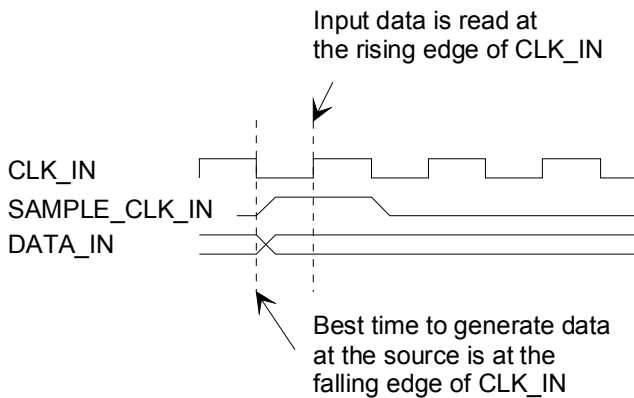 Input data is read at
the rising edge of CLK_IN
CLK_IN
SAMPLE_CLK_IN
DATA_IN
Best time to generate data
at the source is at the
falling edge of CLK_IN